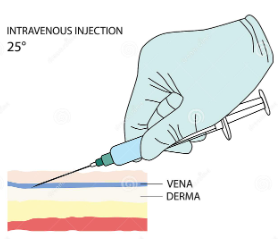 INTRAVENOUS INJECTION
25°
VENA
DERMA